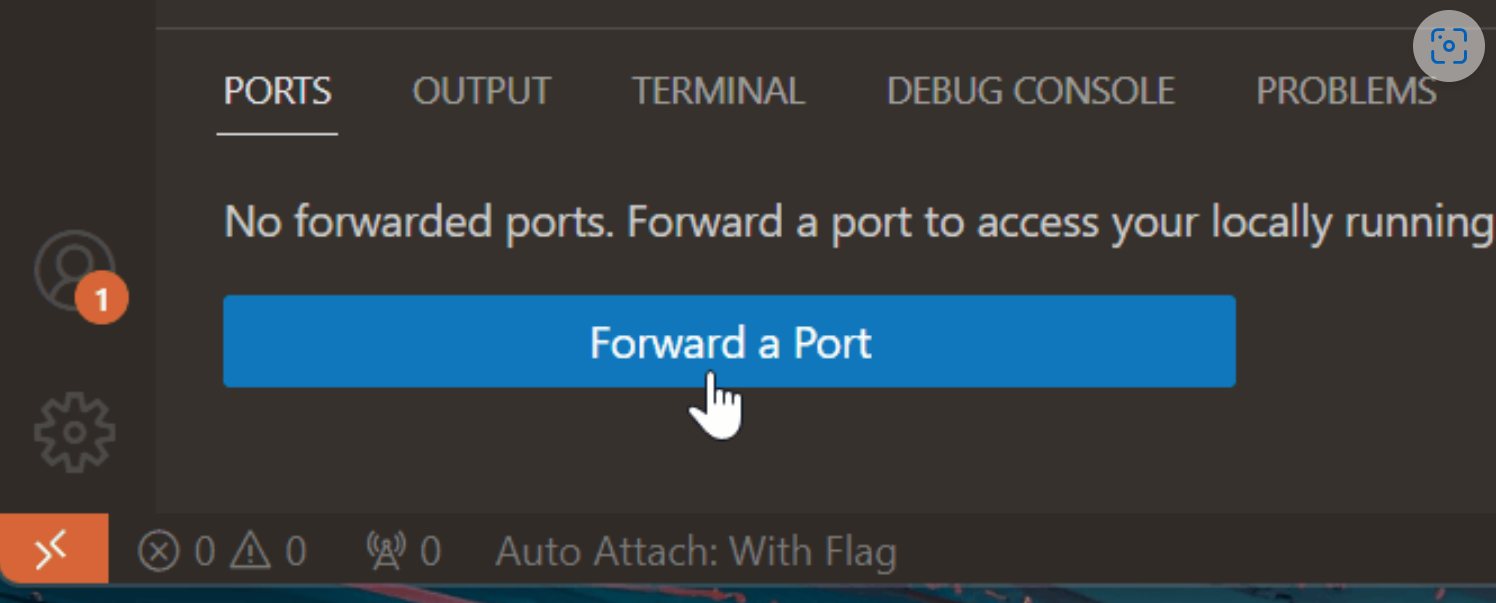 PORTS OUTPUT TERMINAL DEBUG CONSOLE PROBLEMS
No forwarded ports. Forward a port to access your locally running
1
Forward a Port
0 0 0 Auto Attach: With Flag